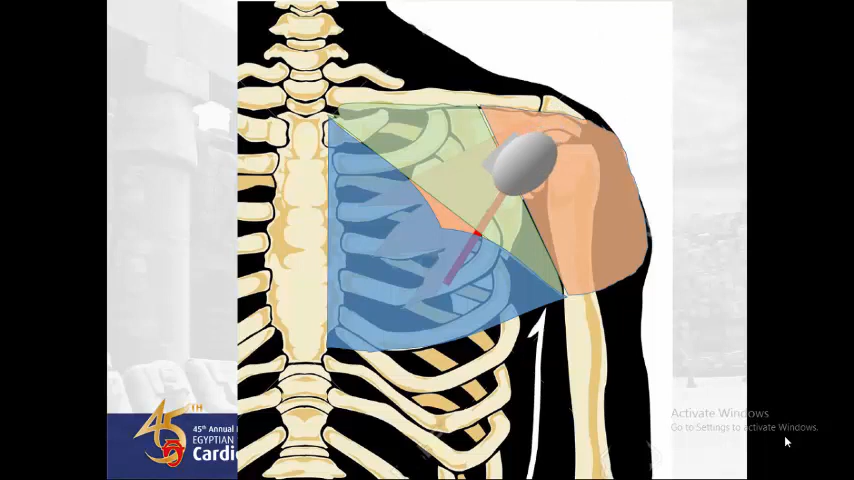 Activate Windows
Go to Settings to activate Windows.
45TH
45th Annual
EGYPTIAN
Cardi